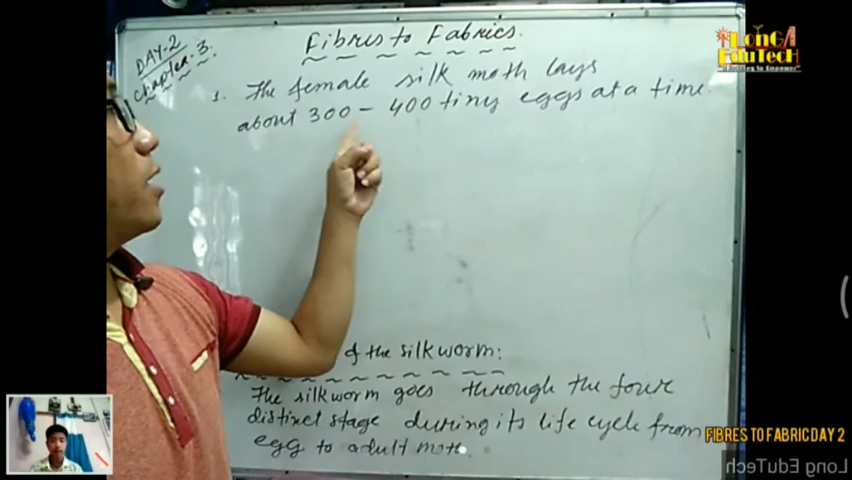 DAY-2
Chapter-3.
Fibres to Fabrics.
1. The female silk moth lays
about 300 - 400 tiny eggs at a time.
of the silkworm:
The silkworm goes through the four
distinct stage during its life cycle from
egg to adult moth.
LonGA
EduTecH
FIBRES TO FABRIC DAY 2
Long EduTech